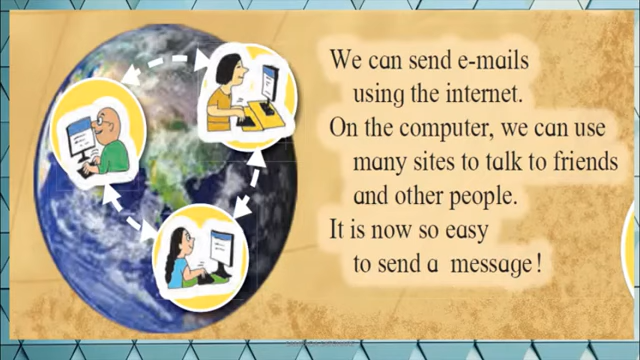 We can send e-mails
using the internet.
On the computer, we can use
many sites to talk to friends
and other people.
It is now so easy
to send a message!